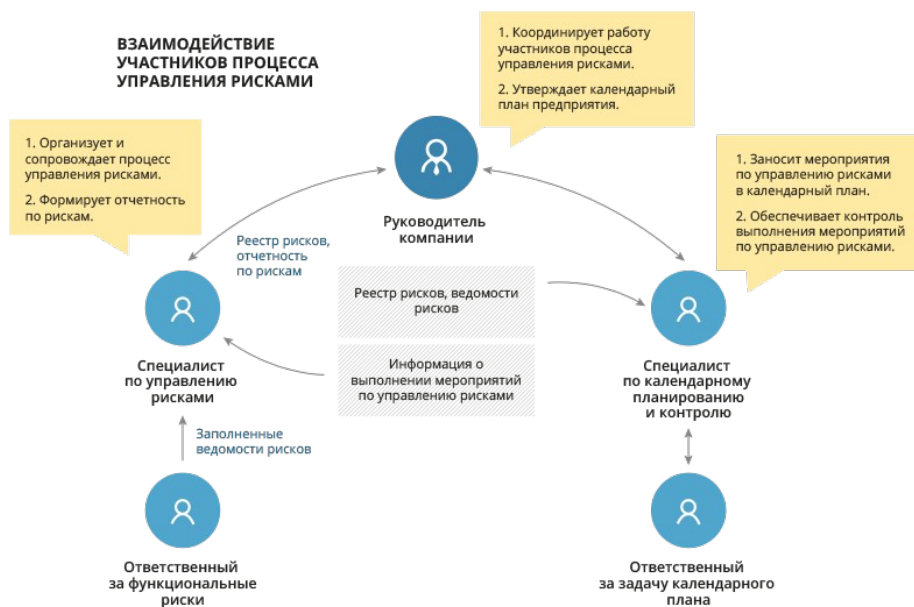 ВЗАИМОДЕЙСТВИЕ
УЧАСТНИКОВ ПРОЦЕССА
УПРАВЛЕНИЯ РИСКАМИ
1. Координирует работу
участников процесса
управления рисками.
2. Утверждает календарный
план предприятия.
1. Организует и
сопровождает процесс
управления рисками.
2. Формирует отчетность
по рискам.
1. Заносит мероприятия
по управлению рисками
в календарный план.
2. Обеспечивает контроль
выполнения мероприятий
по управлению рисками.
Руководитель
компании
Реестр рисков,
отчетность
по рискам
Реестр рисков, ведомости
рисков
Информация о
выполнении мероприятий
по управлению рисками
Специалист
по управлению
рисками
Специалист
по календарному
планированию
и контролю
Заполненные
ведомости рисков
Ответственный
за функциональные
риски
Ответственный
за задачу календарного
плана